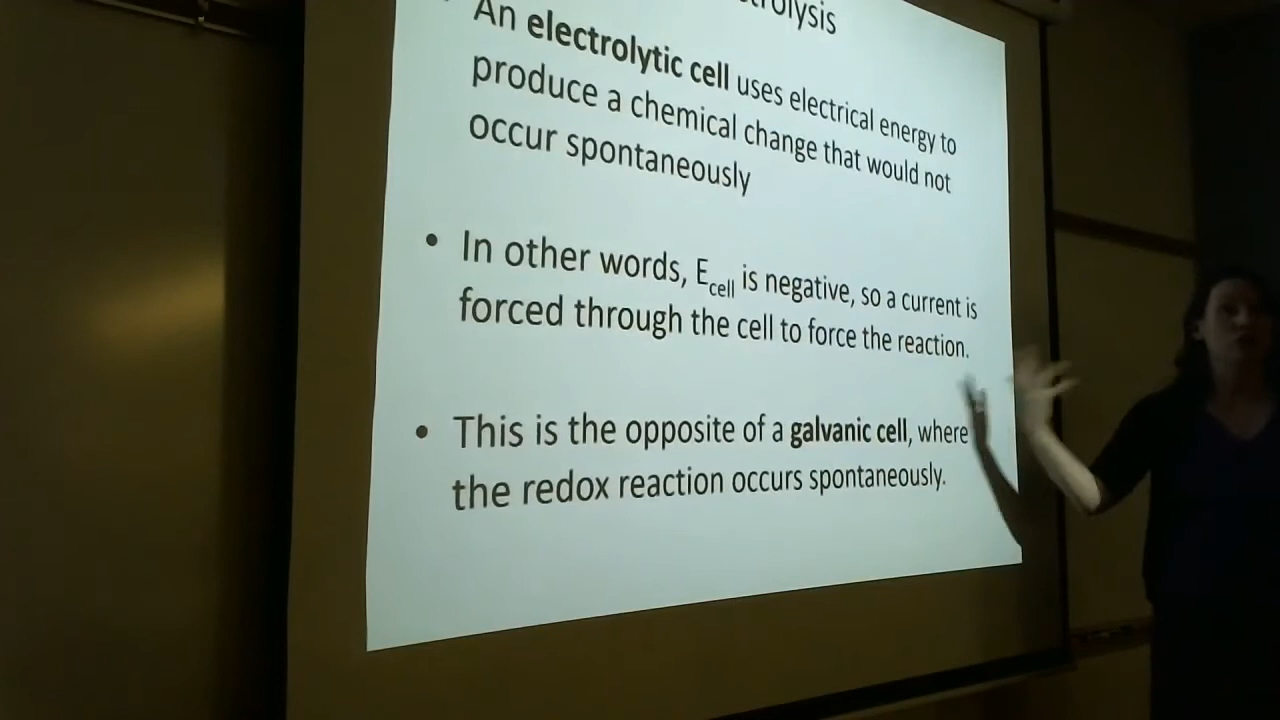 An electrolytic cell uses electrical energy to
produce a chemical change that would not
occur spontaneously
• In other words, Ecell is negative, so a current is
forced through the cell to force the reaction.
• This is the opposite of a galvanic cell, where
the redox reaction occurs spontaneously.